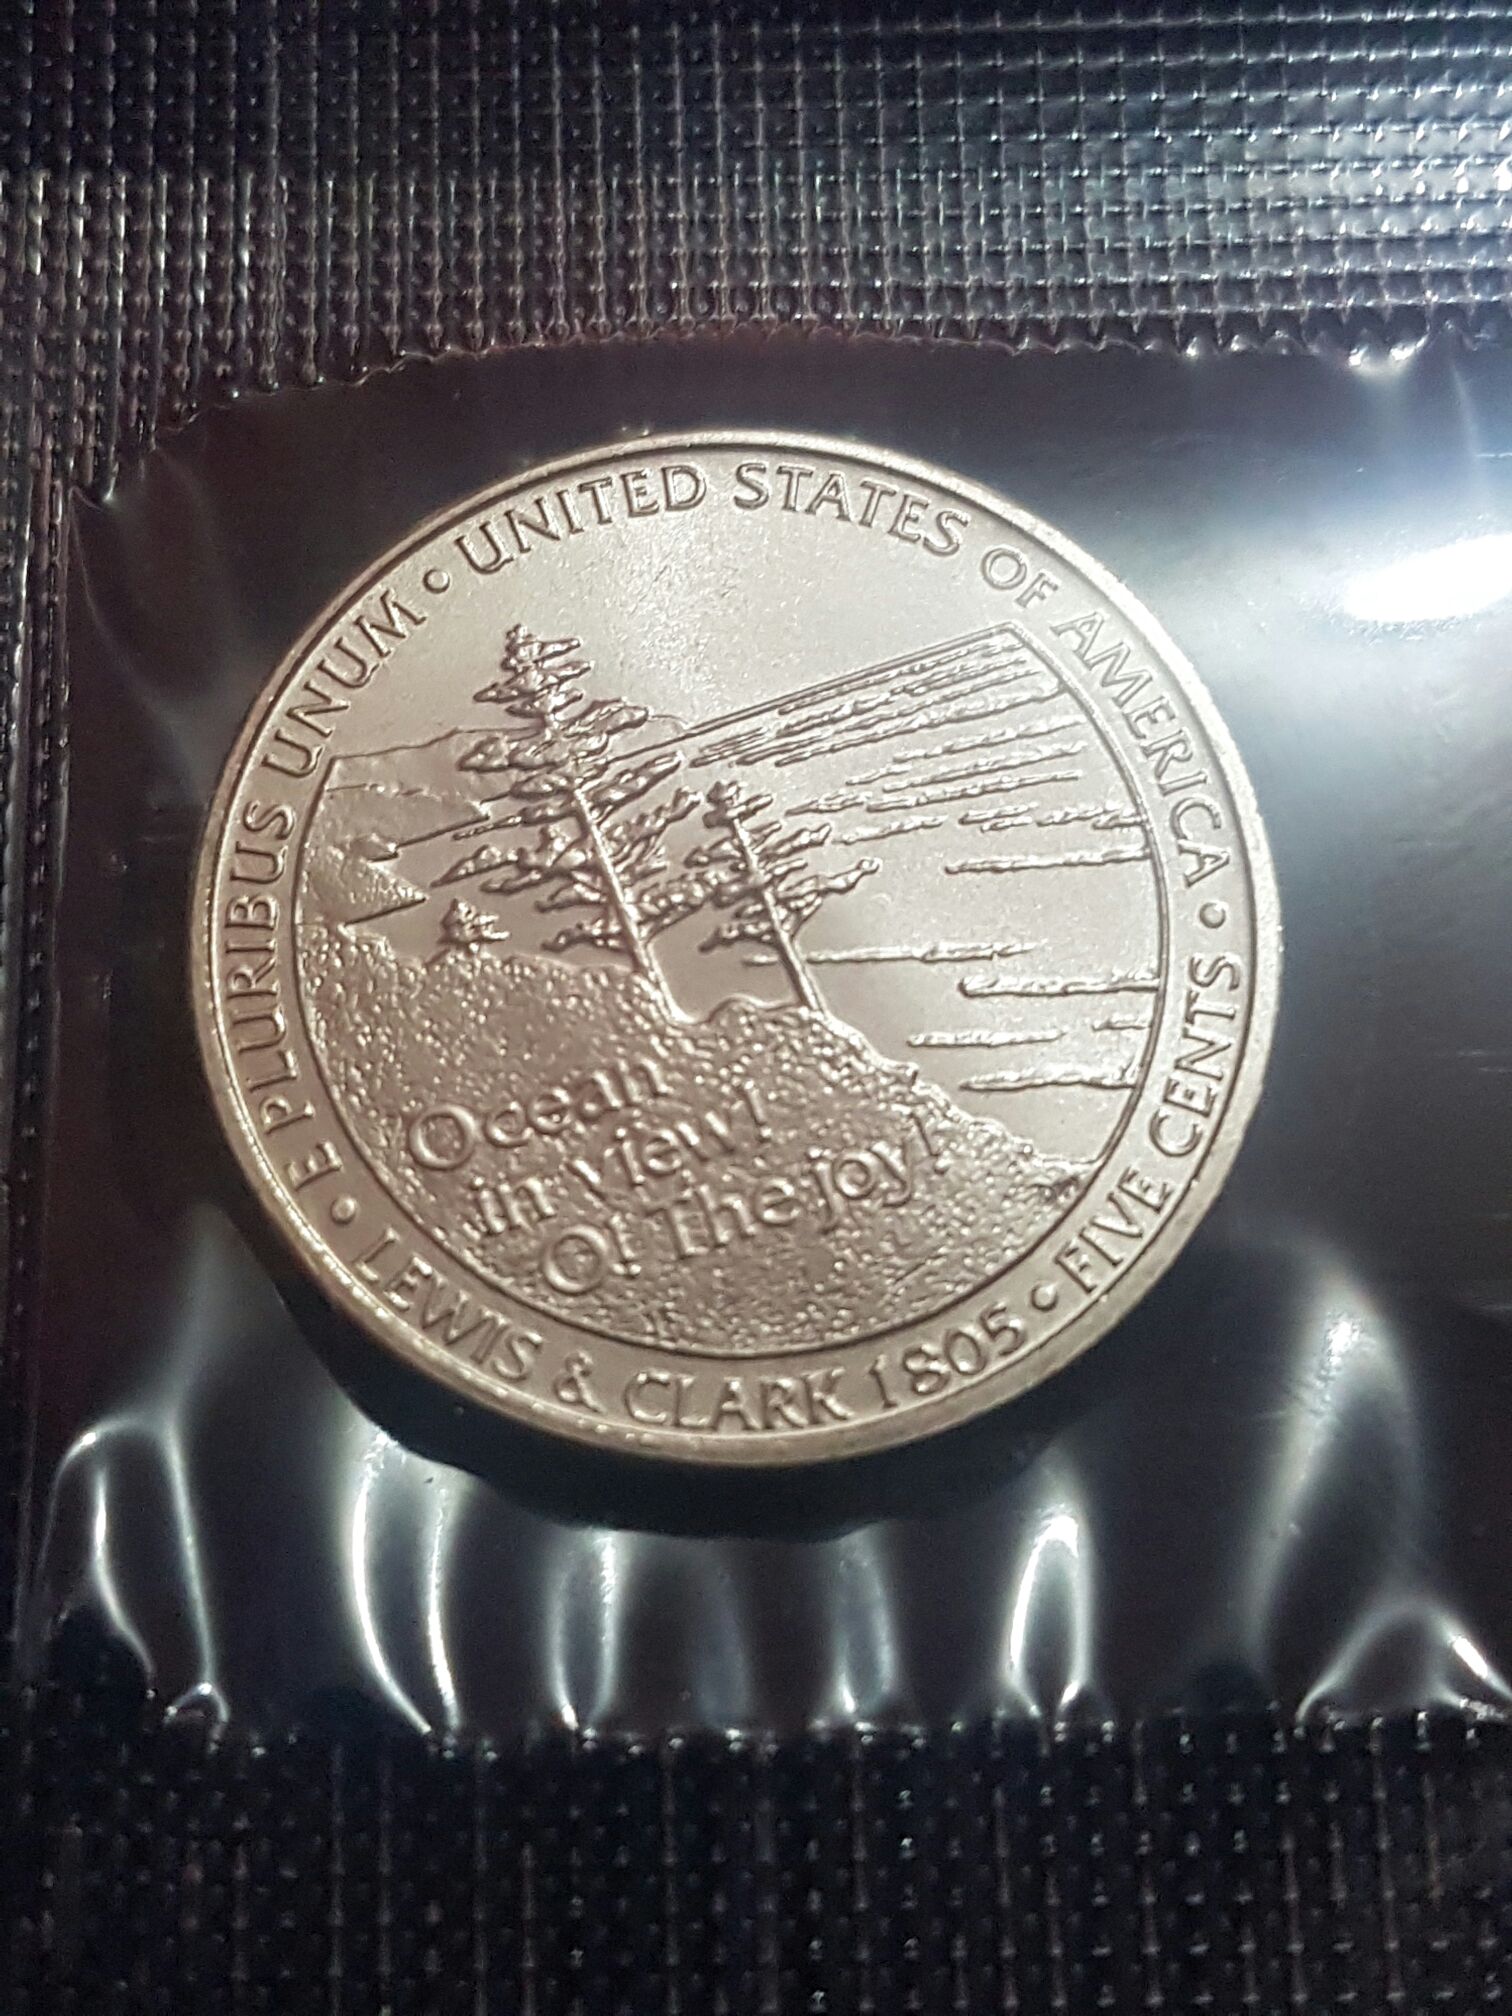 E PLURIBUS UNUM • UNITED STATES OF AMERICA • FIVE CENTS •
LEWIS & CLARK 1805
Ocean
in view!
O! The joy!